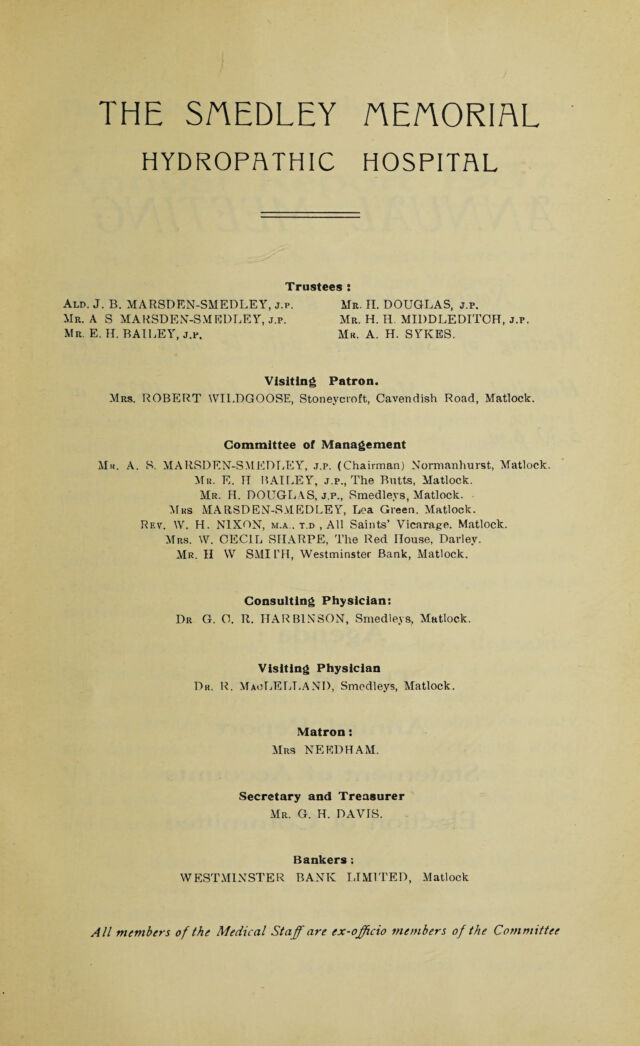 THE SMEDLEY MEMORIAL
HYDROPATHIC HOSPITAL
Trustees :
ALD. J. B. MARSDEN-SMEDLEY, J.P.
MR. A S MARSDEN-SMEDLEY, J.P.
MR. E. H. BAILEY, J.P.
MR. H. DOUGLAS, J.P.
MR. H. H. MIDDLEDITCH, J.P.
MR. A. H. SYKES.
Visiting Patron.
MRS. ROBERT WILDGOOSE, Stoneycroft, Cavendish Road, Matlock.
Committee of Management
MR. A. S. MARSDEN-SMEDLEY, J.P. (Chairman) Normanhurst, Matlock.
MR. E. H BAILEY, J.P., The Butts, Matlock.
MR. H. DOUGLAS, J.P., Smedleys, Matlock.
MRS MARSDEN-SMEDLEY, Lea Green, Matlock.
REV. W. H. NIXON, M.A., T.D , All Saints' Vicarage, Matlock.
MRS. W. CECIL SHARPE, The Red House, Darley.
MR. H W SMITH, Westminster Bank, Matlock.
Consulting Physician:
DR G. C. R. HARBINSON, Smedleys, Matlock.
Visiting Physician
DR. R. MACLELLAND, Smedleys, Matlock.
Matron :
MRS NEEDHAM.
Secretary and Treasurer
MR. G. H. DAVIS.
Bankers :
WESTMINSTER BANK LIMITED, Matlock
All members of the Medical Staff are ex-officio members of the Committee